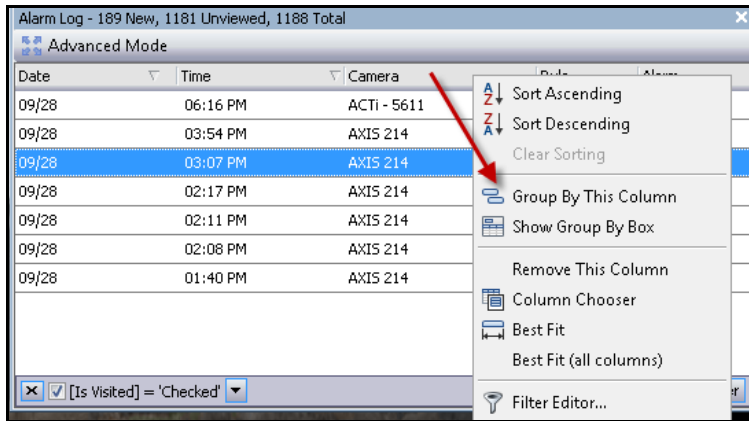 Alarm Log - 189 New, 1181 Unviewed, 1188 Total
Advanced Mode
Date Time Camera
09/28 06:16 PM ACTi - 5611
09/28 03:54 PM AXIS 214
09/28 03:07 PM AXIS 214
09/28 02:17 PM AXIS 214
09/28 02:11 PM AXIS 214
09/28 02:08 PM AXIS 214
09/28 01:40 PM AXIS 214
[Is Visited] = 'Checked'
Sort Ascending
Sort Descending
Clear Sorting
Group By This Column
Show Group By Box
Remove This Column
Column Chooser
Best Fit
Best Fit (all columns)
Filter Editor...